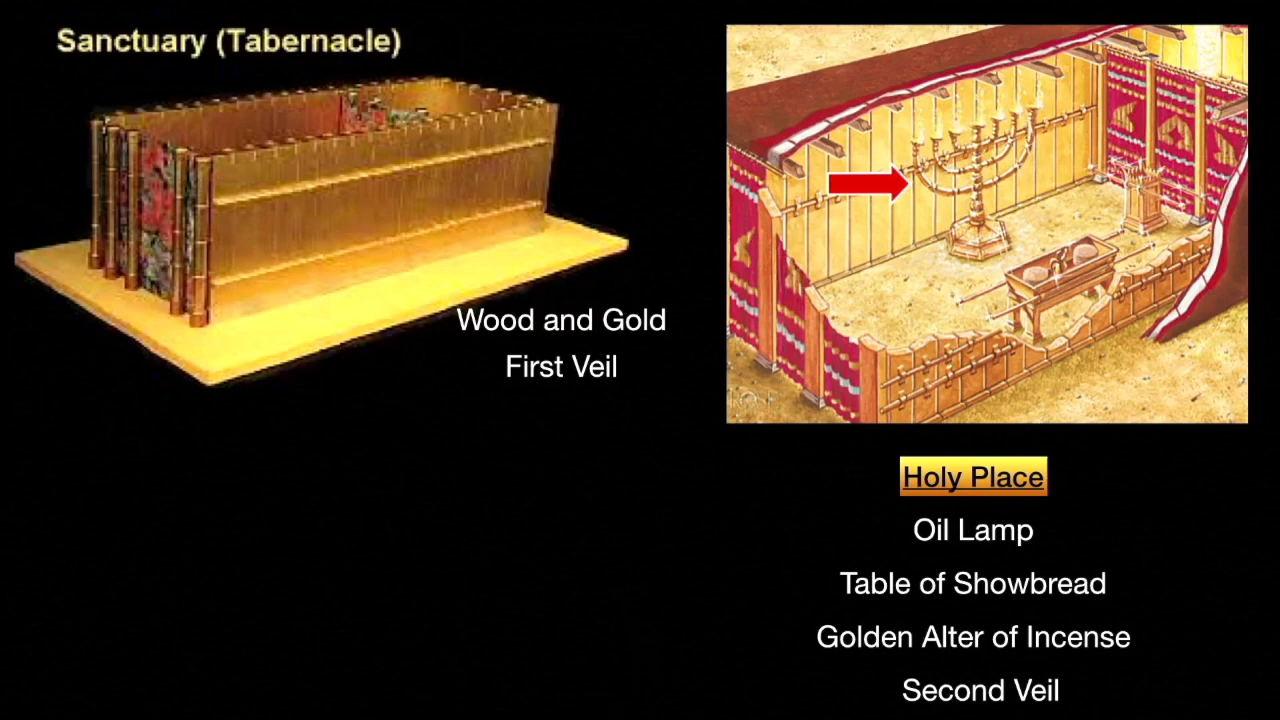 Sanctuary (Tabernacle)
Wood and Gold
First Veil
Holy Place
Oil Lamp
Table of Showbread
Golden Alter of Incense
Second Veil